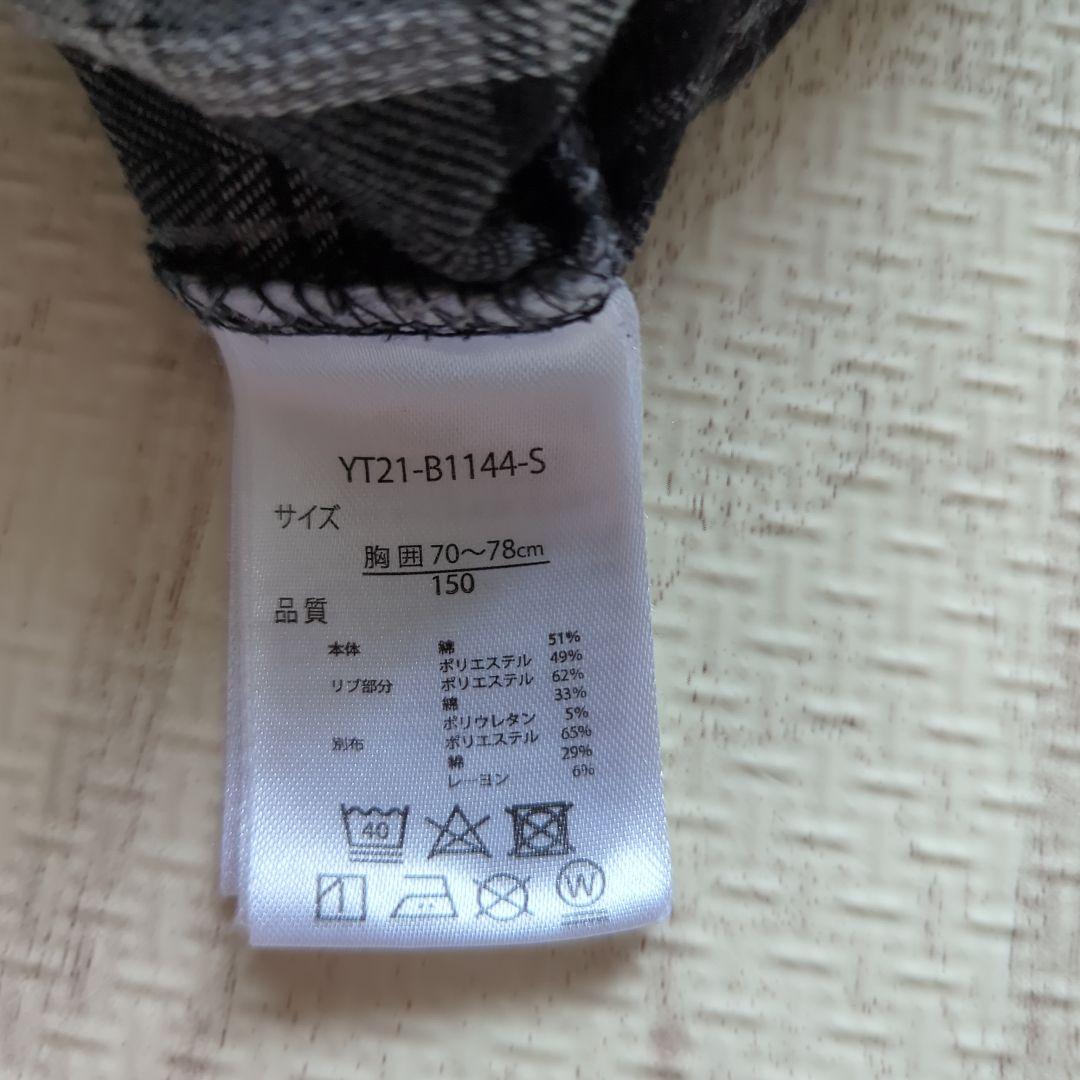 YT21-B1144-S
サイズ
胸囲 70〜78cm
150
品質
本体 綿 51%
ポリエステル 49%
リブ部分 ポリエステル 62%
綿 33%
ポリウレタン 5%
別布 ポリエステル 65%
綿 29%
レーヨン 6%
40
W